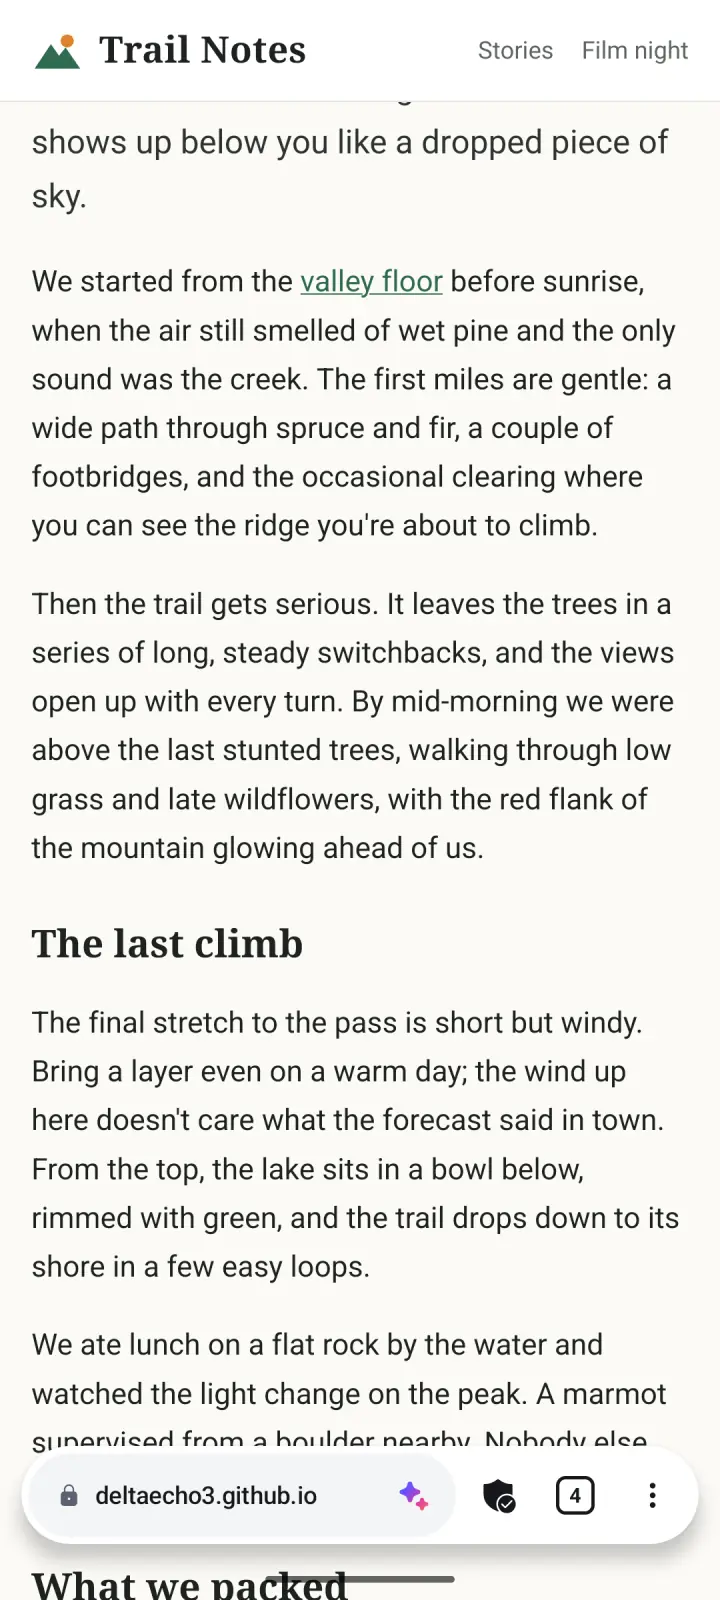 Trail Notes
Stories
Film night
shows up below you like a dropped piece of
sky.
We started from the valley floor before sunrise,
when the air still smelled of wet pine and the only
sound was the creek. The first miles are gentle: a
wide path through spruce and fir, a couple of
footbridges, and the occasional clearing where
you can see the ridge you're about to climb.
Then the trail gets serious. It leaves the trees in a
series of long, steady switchbacks, and the views
open up with every turn. By mid-morning we were
above the last stunted trees, walking through low
grass and late wildflowers, with the red flank of
the mountain glowing ahead of us.
The last climb
The final stretch to the pass is short but windy.
Bring a layer even on a warm day; the wind up
here doesn't care what the forecast said in town.
From the top, the lake sits in a bowl below,
rimmed with green, and the trail drops down to its
shore in a few easy loops.
We ate lunch on a flat rock by the water and
watched the light change on the peak. A marmot
supervised from a boulder nearby. Nobody else
deltaecho3.github.io
4
What we packed